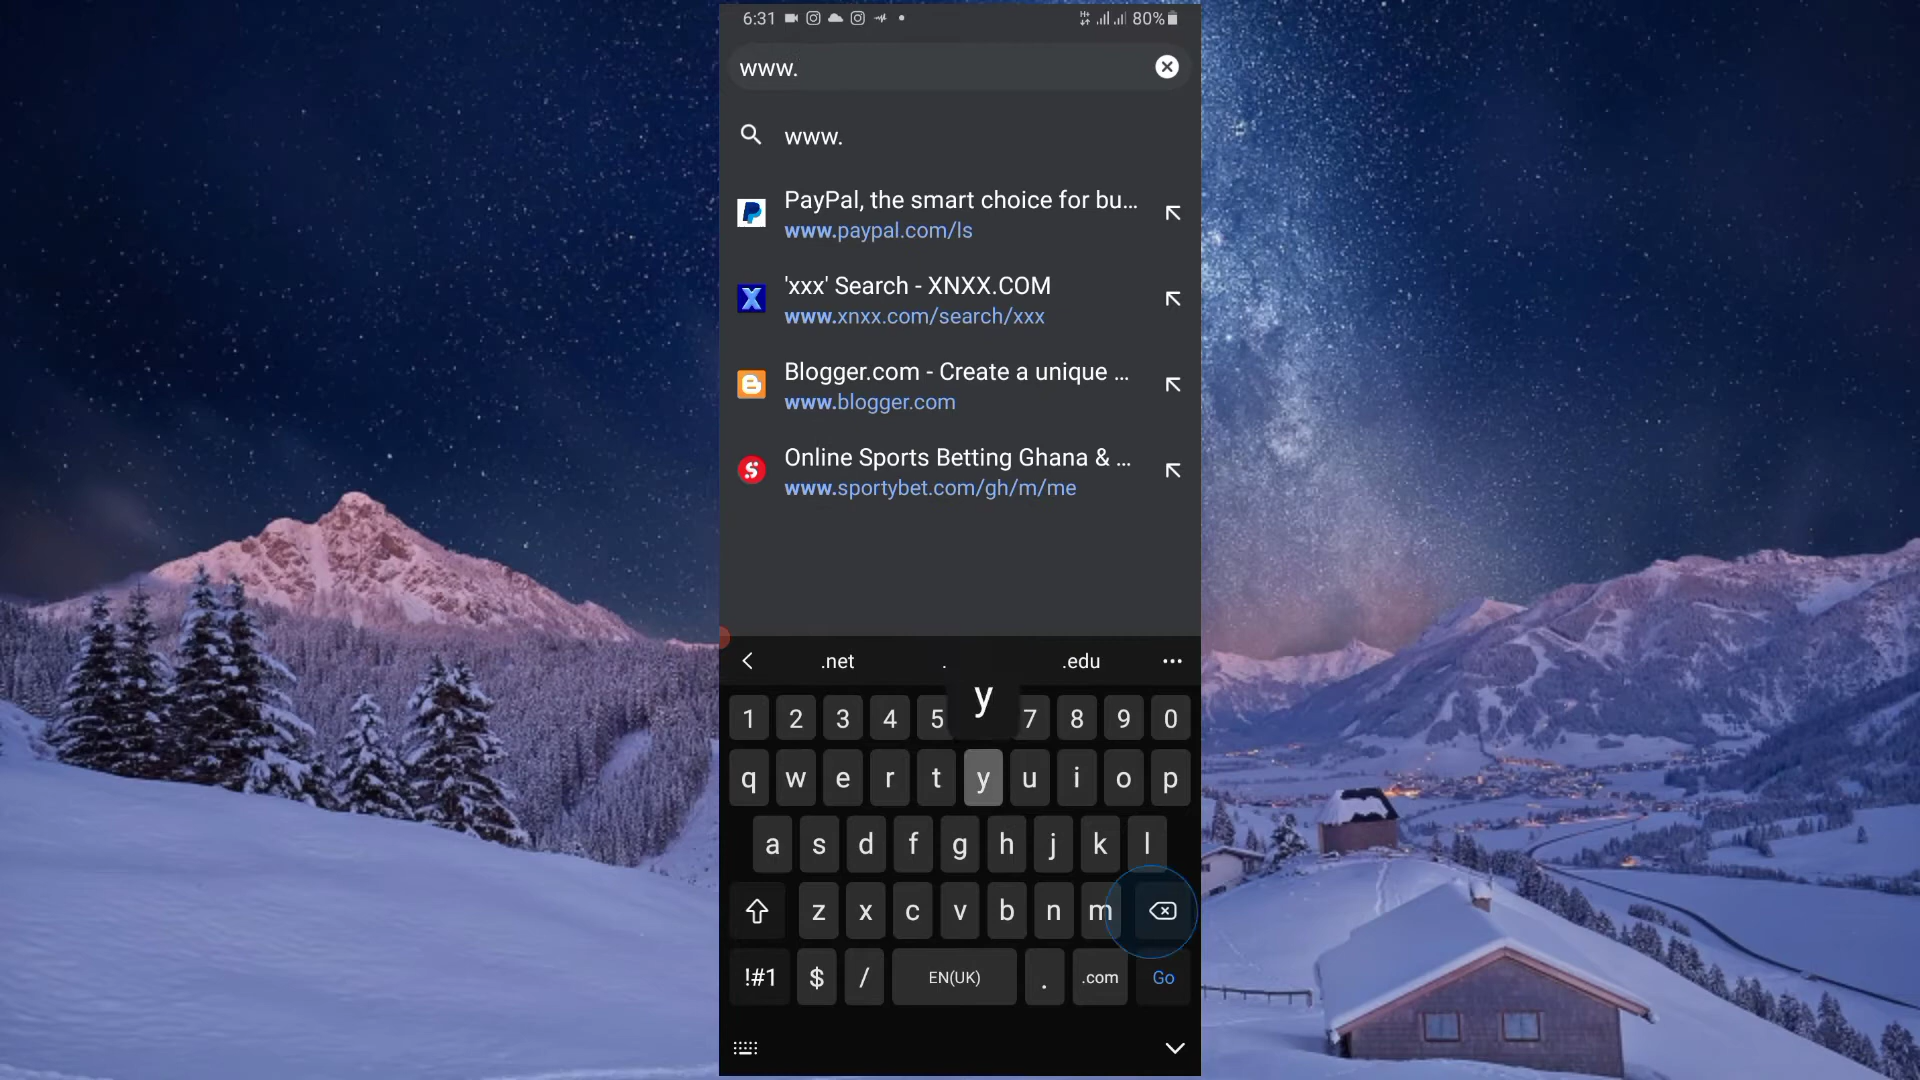 6:31
80%
www.
www.
PayPal, the smart choice for bu...
www.paypal.com/ls
'xxx' Search - XNXX.COM
www.xnxx.com/search/xxx
Blogger.com - Create a unique ...
www.blogger.com
Online Sports Betting Ghana & ...
www.sportybet.com/gh/m/me
.net . .edu ...
y
1 2 3 4 5 7 8 9 0
q w e r t y u i o p
a s d f g h j k l
z x c v b n m
!#1 $ / EN(UK) . .com Go